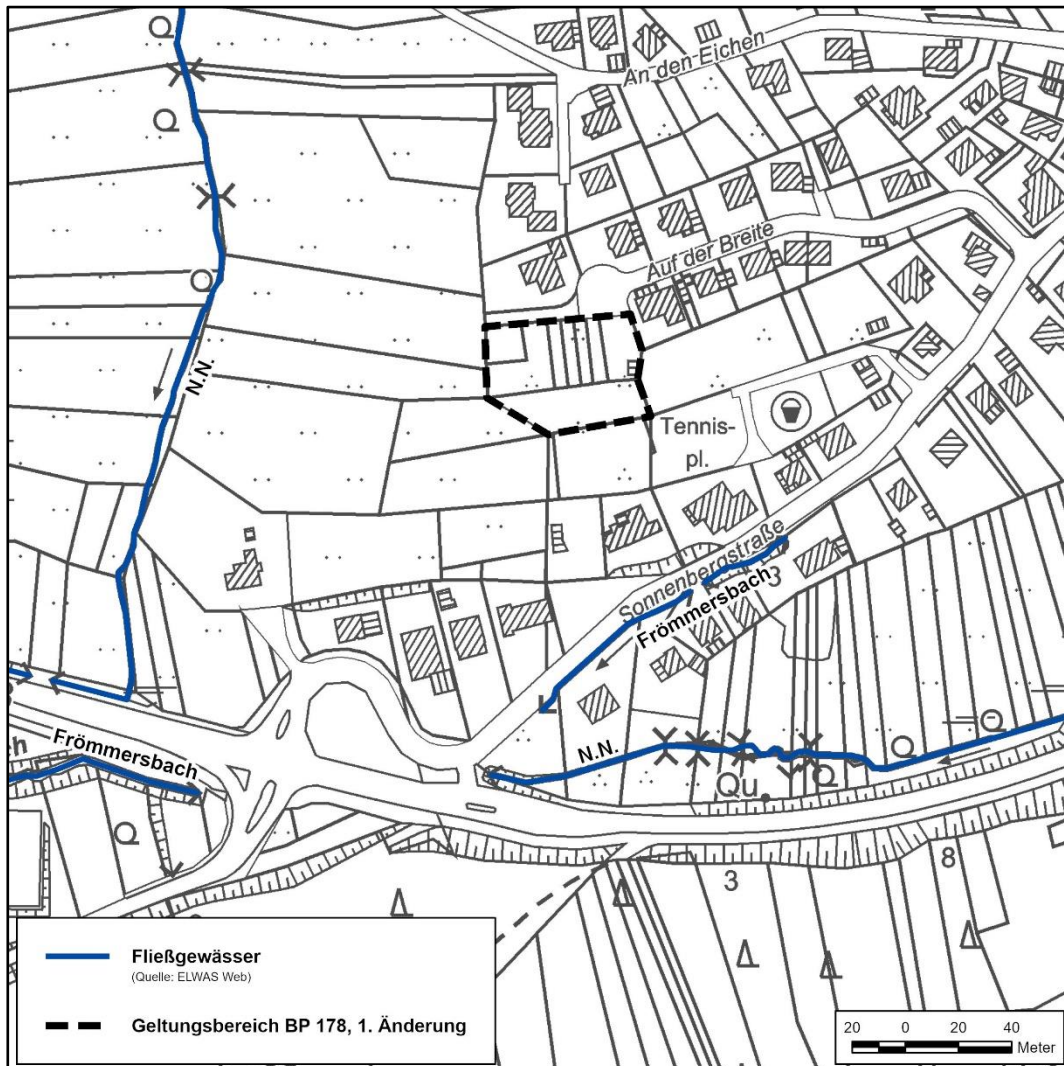 An den Eichen
Auf der Breite
N.N.
Tennis-
pl.
Sonnenbergstraße
3
Frömmersbach
N.N.
Frömmersbach
Qu.
3
8
Fließgewässer
(Quelle: ELWAS Web)
Geltungsbereich BP 178, 1. Änderung
20 0 20 40
Meter